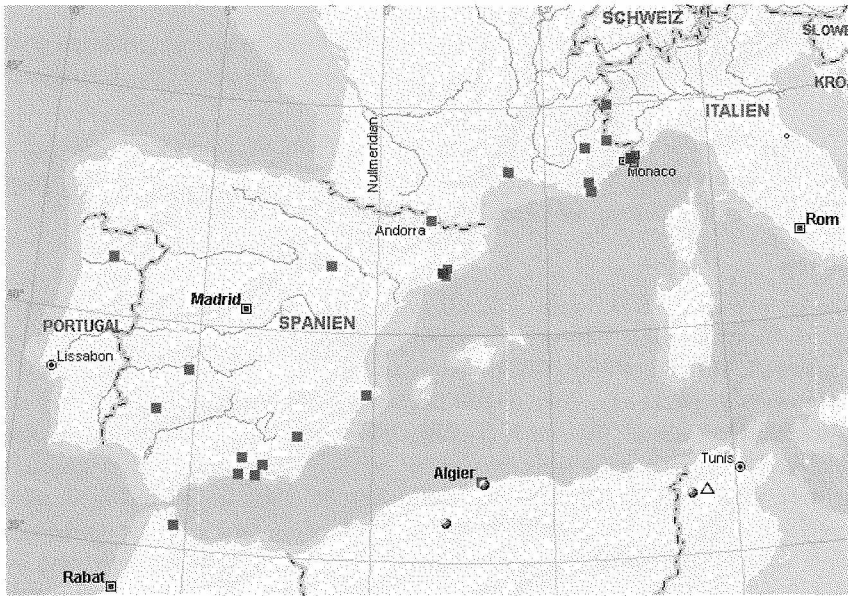 SCHWEIZ
SLOWE
KRO
ITALIEN
Nullmeridian
Monaco
Andorra
Rom
Madrid
SPANIEN
PORTUGAL
Lissabon
Algier
Tunis
Rabat